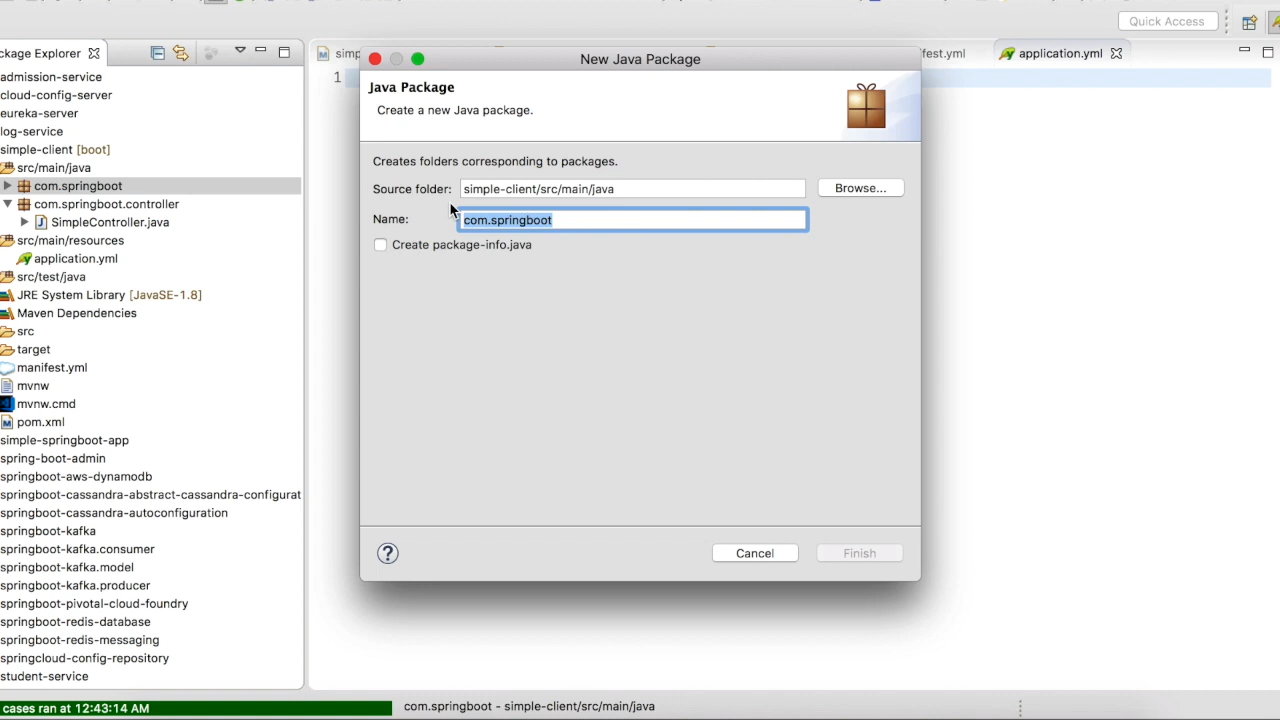 Quick Access
ckage Explorer
simp
fest.yml
application.yml
New Java Package
Java Package
Create a new Java package.
Creates folders corresponding to packages.
Source folder: simple-client/src/main/java Browse...
Name: com.springboot
Create package-info.java
? Cancel Finish
1
admission-service
cloud-config-server
eureka-server
log-service
simple-client [boot]
src/main/java
com.springboot
com.springboot.controller
SimpleController.java
src/main/resources
application.yml
src/test/java
JRE System Library [JavaSE-1.8]
Maven Dependencies
src
target
manifest.yml
mvnw
mvnw.cmd
pom.xml
simple-springboot-app
spring-boot-admin
springboot-aws-dynamodb
springboot-cassandra-abstract-cassandra-configurat
springboot-cassandra-autoconfiguration
springboot-kafka
springboot-kafka.consumer
springboot-kafka.model
springboot-kafka.producer
springboot-pivotal-cloud-foundry
springboot-redis-database
springboot-redis-messaging
springcloud-config-repository
student-service
cases ran at 12:43:14 AM
com.springboot - simple-client/src/main/java